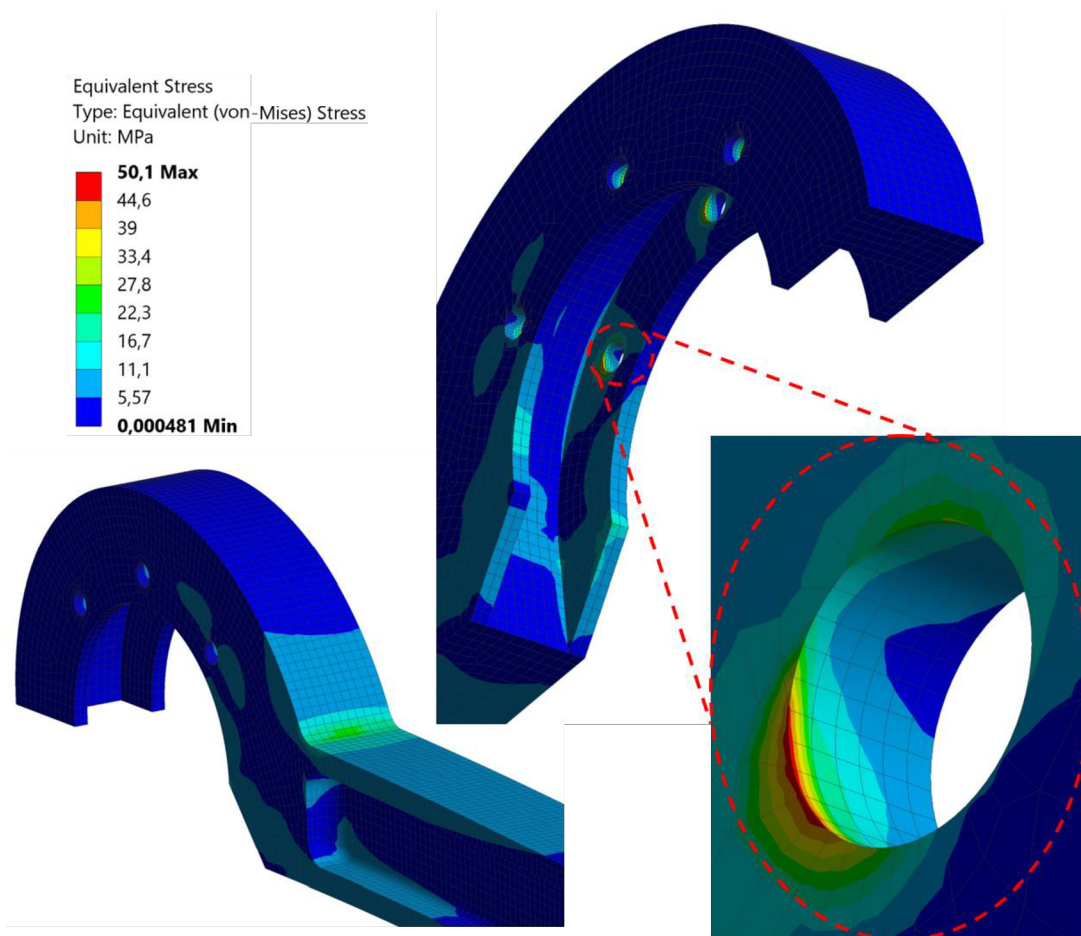 Equivalent Stress
Type: Equivalent (von-Mises) Stress
Unit: MPa
50,1 Max
44,6
39
33,4
27,8
22,3
16,7
11,1
5,57
0,000481 Min